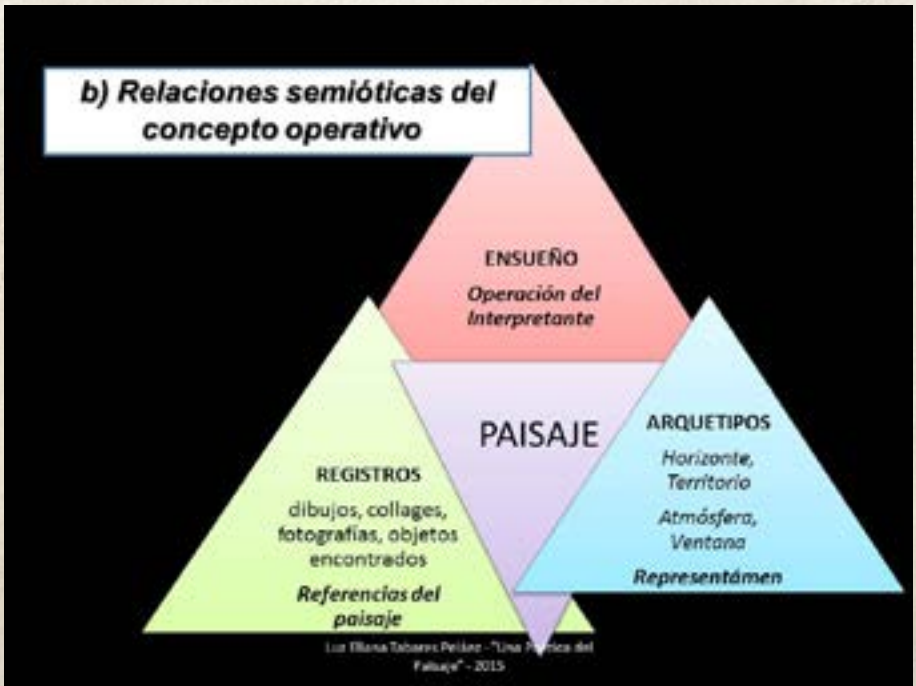 b) Relaciones semióticas del
concepto operativo
ENSUEÑO
Operación del
Interpretante
PAISAJE
REGISTROS
dibujos, collages,
fotografías, objetos
encontrados
Referencias del
paisaje
ARQUETIPOS
Horizonte,
Territorio
Atmósfera,
Ventana
Representámen
Luz Eliana Tabares Peláez - "Una del
Paisaje" - 2015